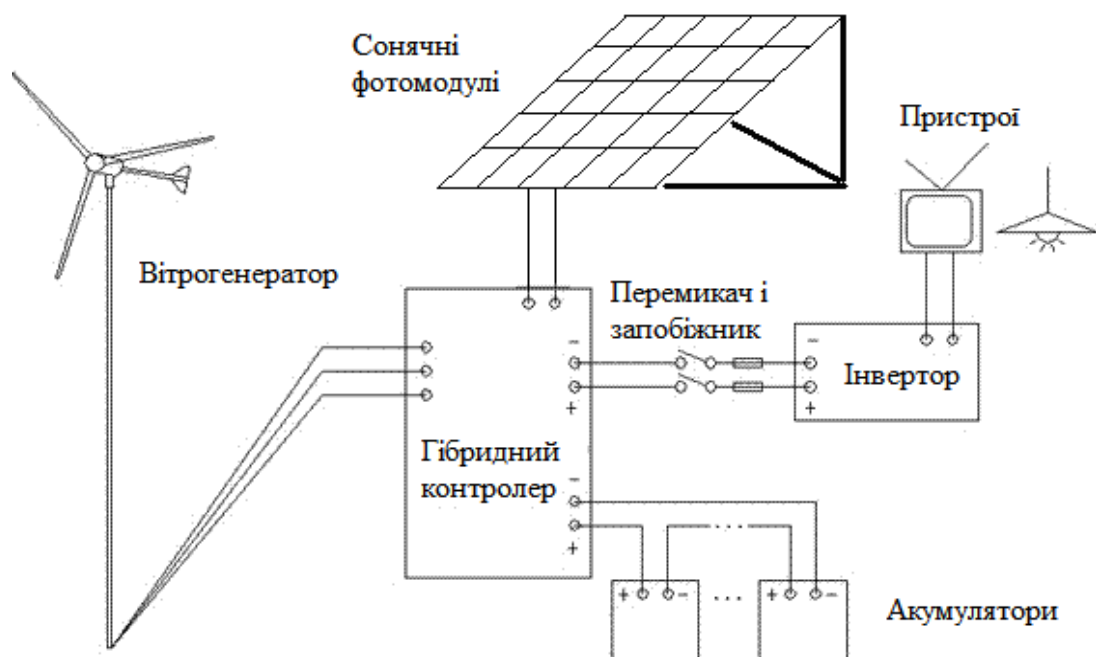 Сонячні
фотомодулі
Пристрої
Вітрогенератор
Перемикач і
запобіжник
−
−
Інвертор
+
+
Гібридний
контролер
−
+
+ − ... + −
...
Акумулятори